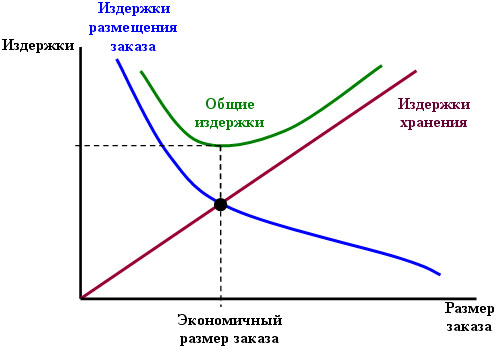 Издержки
размещения
заказа
Издержки
Общие
издержки
Издержки
хранения
Экономичный
размер заказа
Размер
заказа